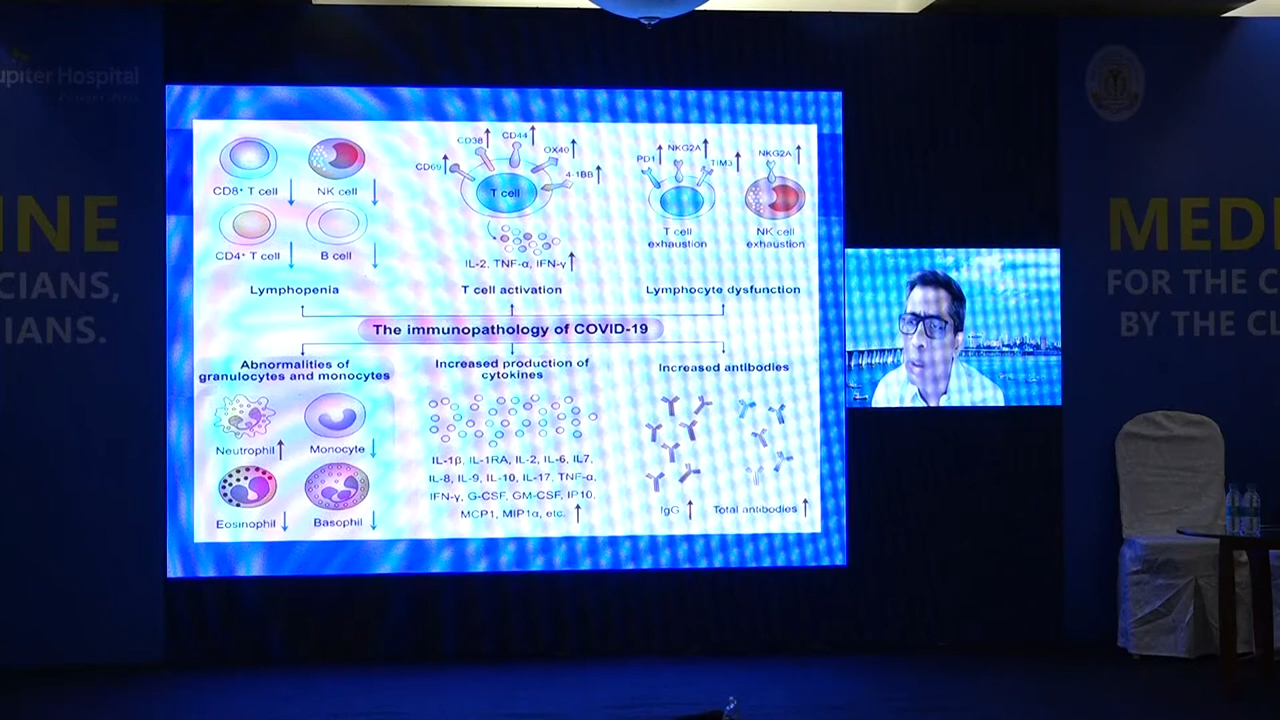 upiter Hospital
INE
CIANS,
IANS.
CD8+ T cell
NK cell
CD4+ T cell
B cell
Lymphopenia
CD69
CD38
CD44
OX40
4-1BB
T cell
IL-2, TNF-α, IFN-γ
T cell activation
PD1
NKG2A
TIM3
NKG2A
T cell
exhaustion
NK cell
exhaustion
Lymphocyte dysfunction
The immunopathology of COVID-19
Abnormalities of
granulocytes and monocytes
Neutrophil
Monocyte
Eosinophil
Basophil
Increased production of
cytokines
IL-1β, IL-1RA, IL-2, IL-6, IL7,
IL-8, IL-9, IL-10, IL-17, TNF-α,
IFN-γ, G-CSF, GM-CSF, IP10,
MCP1, MIP1α, etc.
Increased antibodies
IgG
Total antibodies
MEDI
FOR THE C
BY THE CL